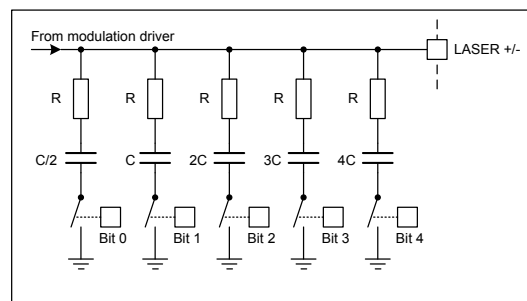 From modulation driver
LASER +/-
R R R R R
C/2 C 2C 3C 4C
Bit 0 Bit 1 Bit 2 Bit 3 Bit 4